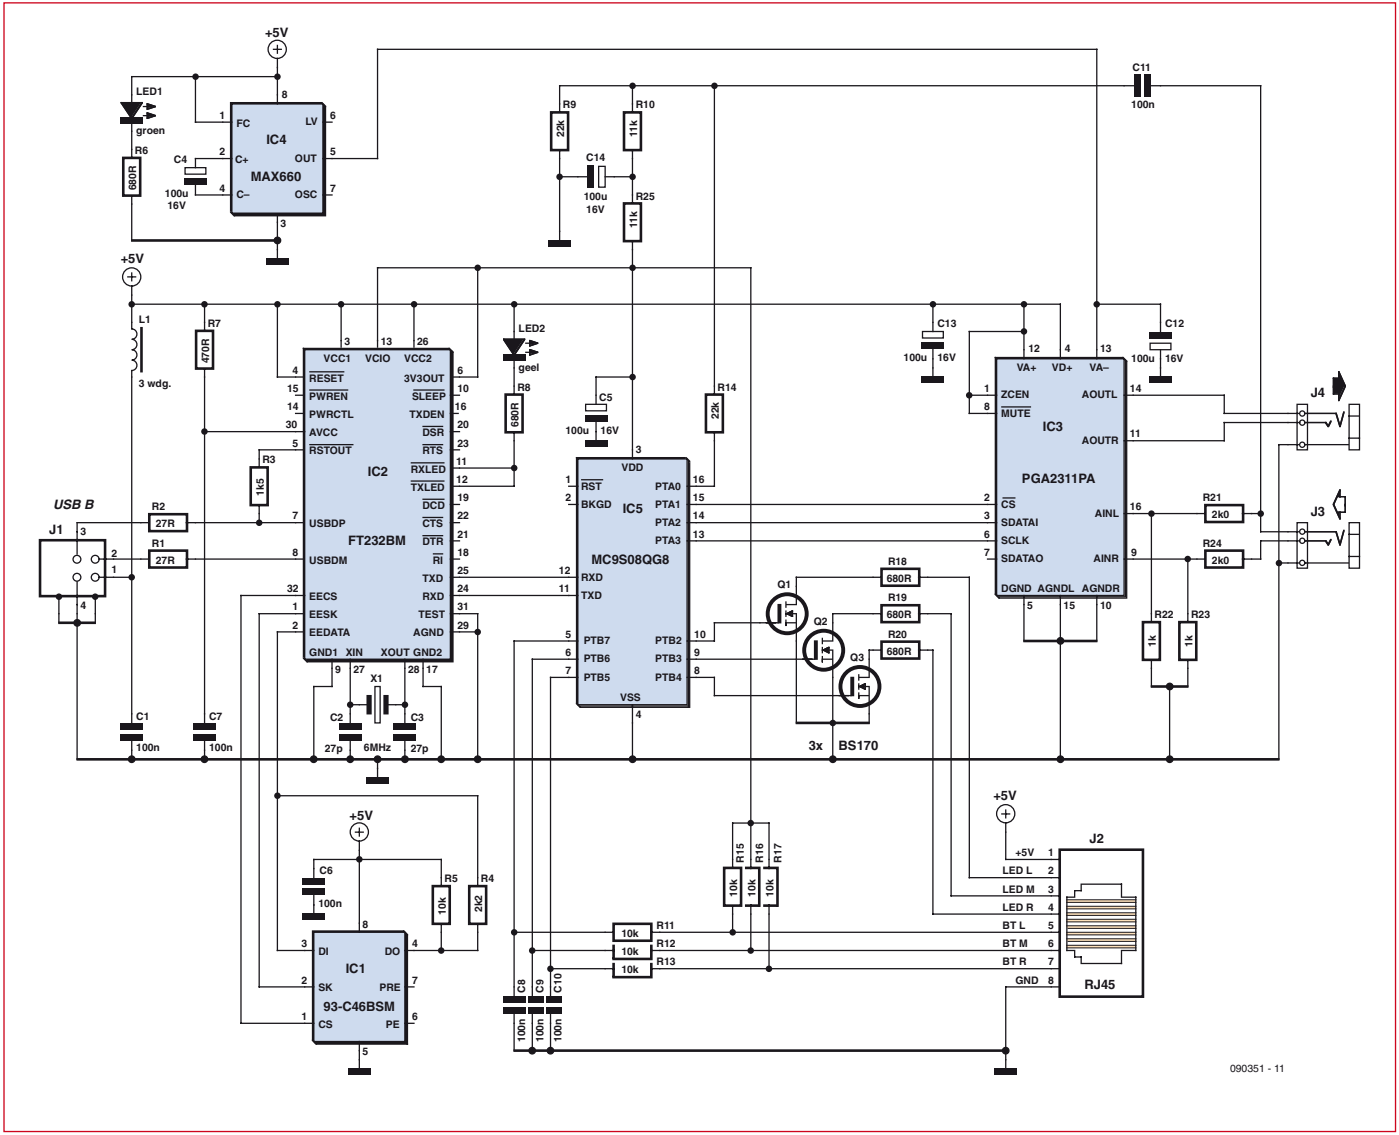 +5V
LED1
groen
R6
680R
C4
100u
16V
8
1 FC
LV 6
IC4
2 C+
OUT 5
MAX660
4 C–
OSC 7
3
R9
22k
R10
11k
C14
100u
16V
R25
11k
C11
100n
+5V
L1
3 wdg.
R7
470R
3 13 26
VCC1 VCIO VCC2
4 RESET
15 PWREN
14 PWRCTL
30 AVCC
5 RSTOUT
7 USBDP
8 USBDM
32 EECS
1 EESK
2 EEDATA
IC2
FT232BM
3V3OUT 6
SLEEP 10
TXDEN 16
DSR 20
RTS 23
RXLED 11
TXLED 12
DCD 19
CTS 22
DTR 21
RI 18
TXD 25
RXD 24
TEST 31
AGND 29
GND1 XIN XOUT GND2
9 27 28 17
LED2
geel
R8
680R
R3
1k5
USB B
J1
3
2
1
4
R2
27R
R1
27R
C1
100n
C7
100n
X1
C2
27p
6MHz
C3
27p
C5
100u 16V
R14
22k
3
VDD
1 RST
2 BKGD
IC5
MC9S08QG8
PTA0 16
PTA1 15
PTA2 14
PTA3 13
12 RXD
11 TXD
5 PTB7
6 PTB6
7 PTB5
PTB2 10
PTB3 9
PTB4 8
VSS
4
Q1
Q2
Q3
3x BS170
R18
680R
R19
680R
R20
680R
C13
100u 16V
C12
100u 16V
12 4 13
VA+ VD+ VA–
1 ZCEN
8 MUTE
IC3
PGA2311PA
AOUTL 14
AOUTR 11
2 CS
3 SDATAI
6 SCLK
7 SDATAO
AINL 16
AINR 9
DGND AGNDL AGNDR
5 15 10
J4
J3
R21
2k0
R24
2k0
R22
1k
R23
1k
+5V
C6
100n
R5
10k
R4
2k2
8
3 DI
DO 4
IC1
2 SK
PRE 7
93-C46BSM
1 CS
PE 6
5
R15
10k
R16
10k
R17
10k
R11
10k
R12
10k
R13
10k
C8
100n
C9
100n
C10
100n
+5V
J2
+5V 1
LED L 2
LED M 3
LED R 4
BT L 5
BT M 6
BT R 7
GND 8
RJ45
090351 - 11